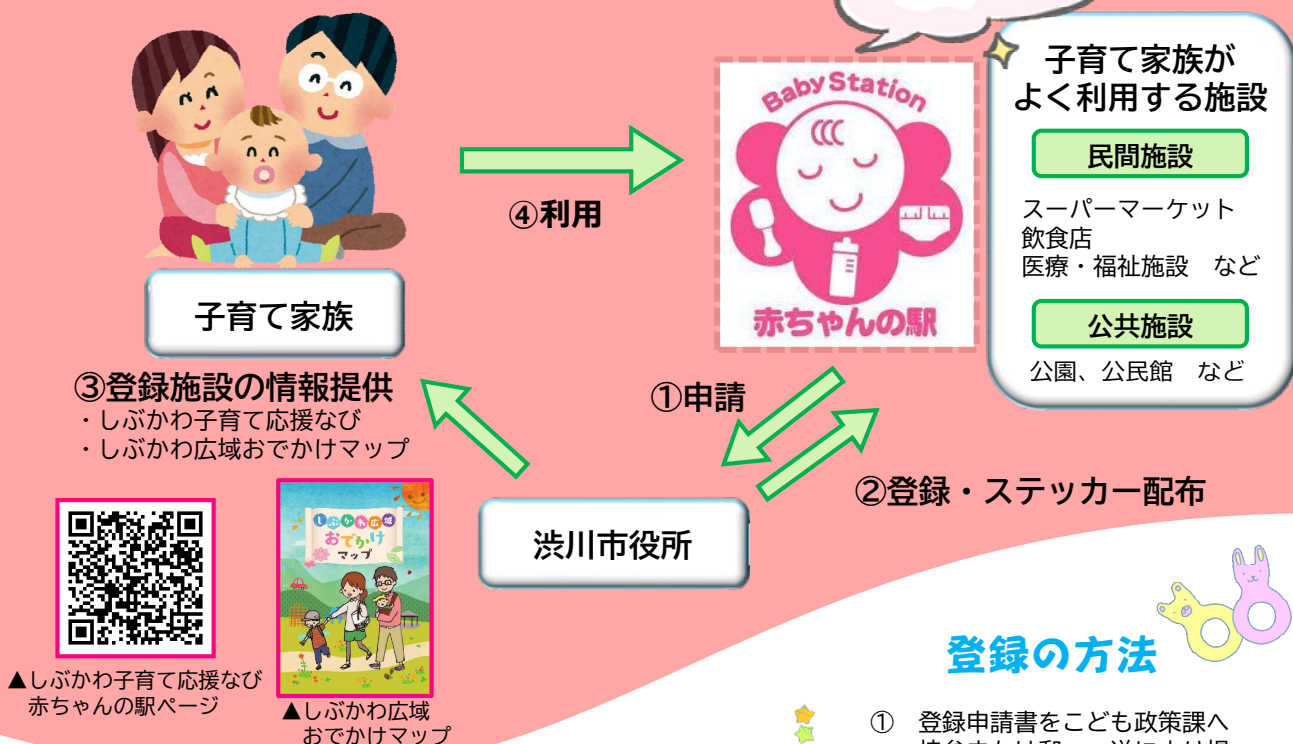 子育て家族が
よく利用する施設
民間施設
スーパーマーケット
飲食店
医療・福祉施設　など
公共施設
公園、公民館　など
Baby Station
赤ちゃんの駅
④利用
子育て家族
③登録施設の情報提供
・しぶかわ子育て応援なび
・しぶかわ広域おでかけマップ
①申請
②登録・ステッカー配布
渋川市役所
しぶかわ広域
おでかけ
マップ
▲しぶかわ子育て応援なび
赤ちゃんの駅ページ
▲しぶかわ広域
おでかけマップ
登録の方法
①　登録申請書をこども政策課へ